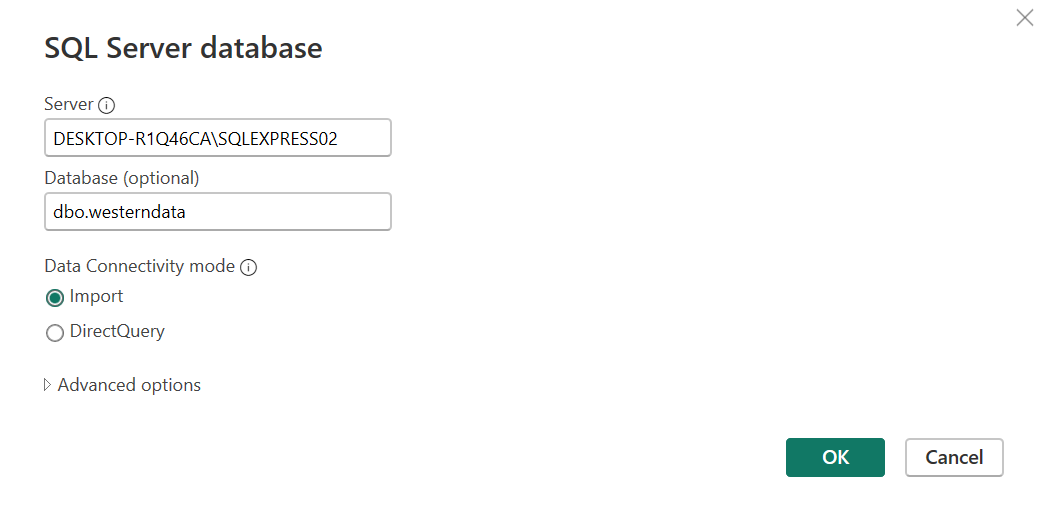 SQL Server database
Server
DESKTOP-R1Q46CA\SQLEXPRESS02
Database (optional)
dbo.westerndata
Data Connectivity mode
Import
DirectQuery
Advanced options
OK Cancel